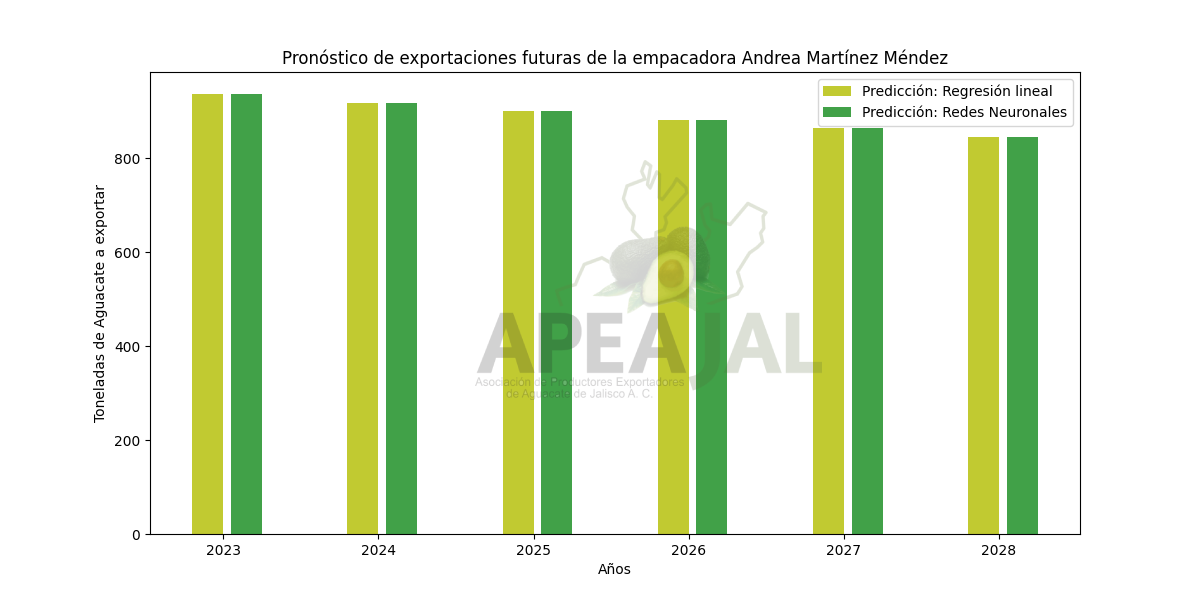 Pronóstico de exportaciones futuras de la empacadora Andrea Martínez Méndez
Predicción: Regresión lineal
Predicción: Redes Neuronales
Toneladas de Aguacate a exportar
800
600
400
200
0
APEAJAL
Asociación de Productores Exportadores
de Aguacate de Jalisco A. C.
2023 2024 2025 2026 2027 2028
Años